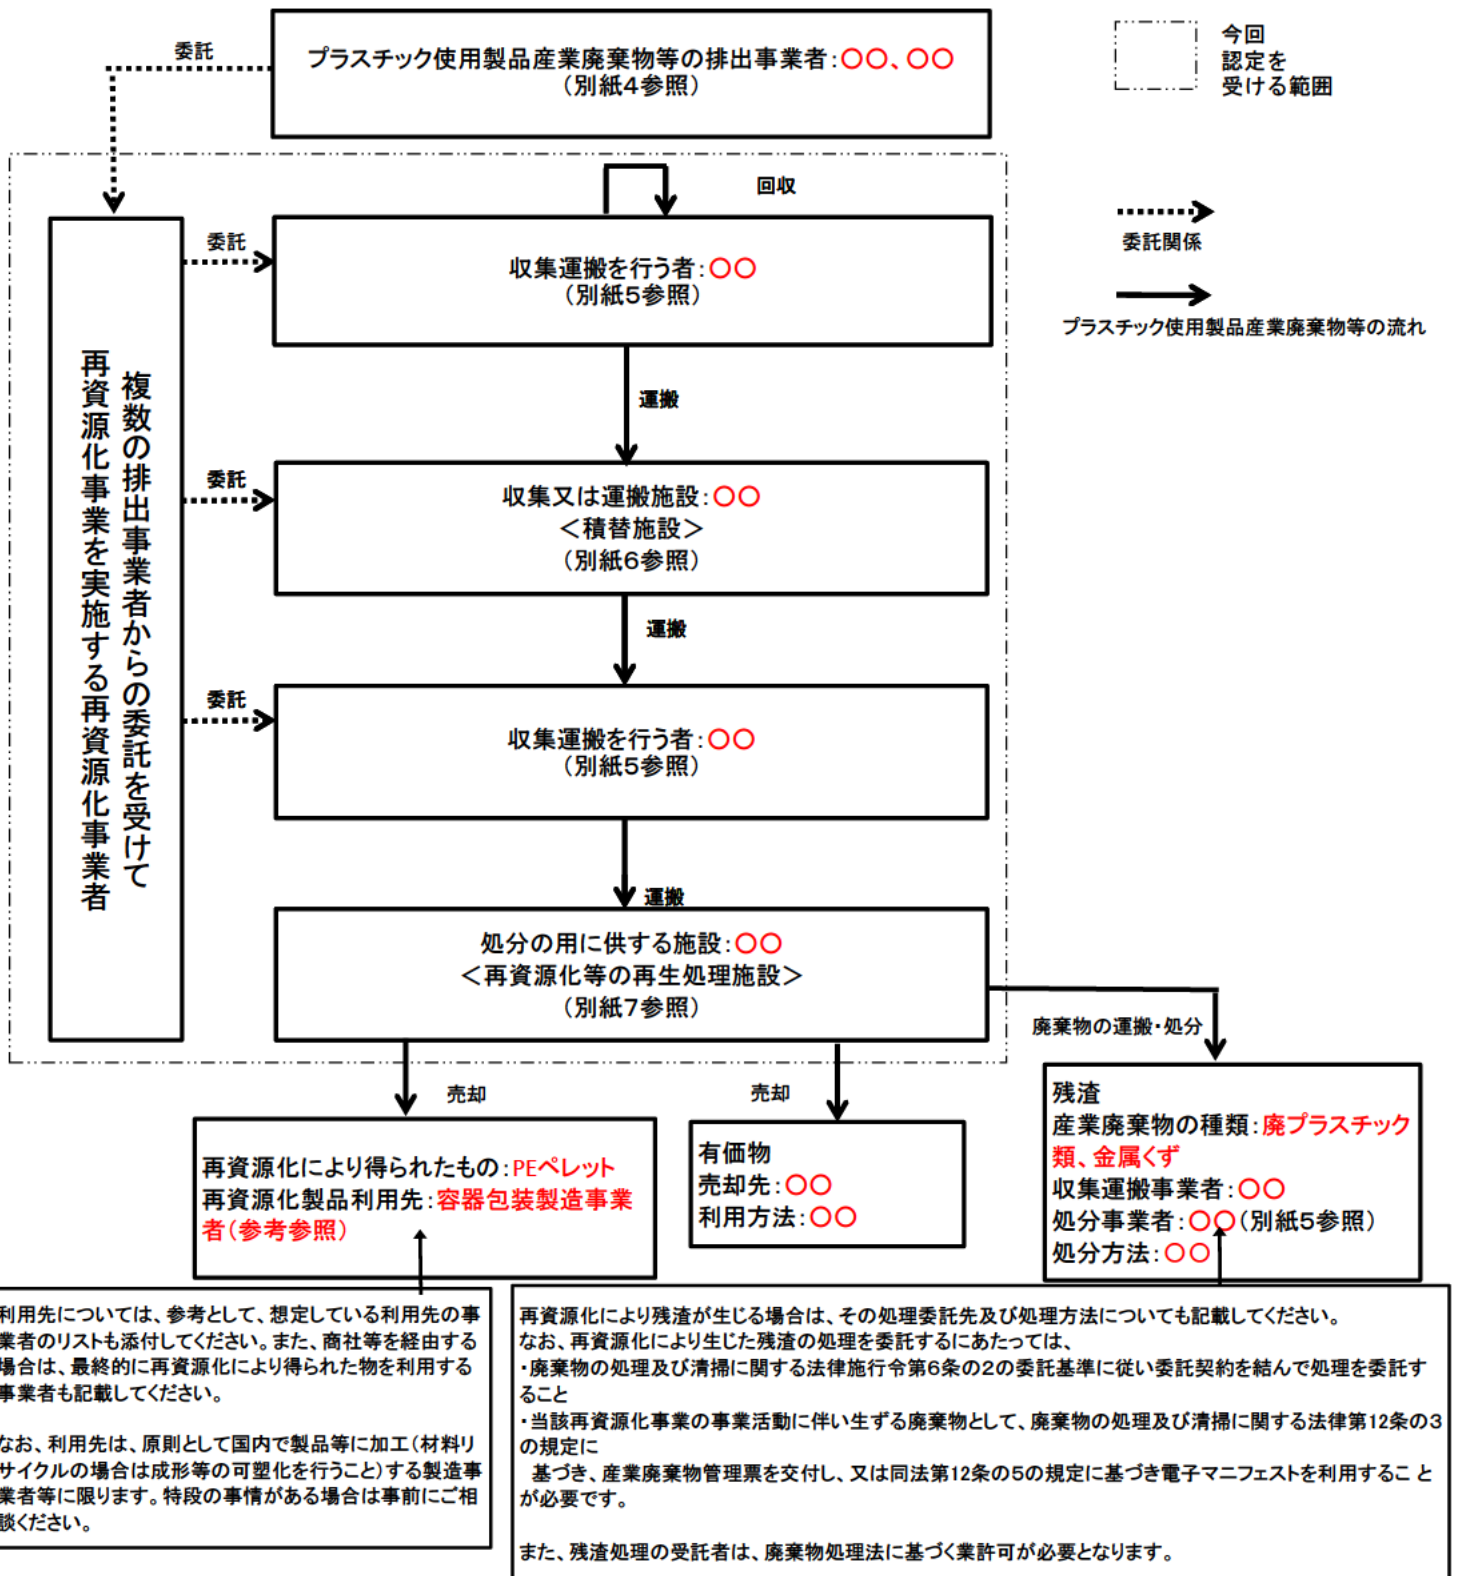 委託
プラスチック使用製品産業廃棄物等の排出事業者：〇〇、〇〇
（別紙4参照）
今回
認定を
受ける範囲
回収
委託関係
プラスチック使用製品産業廃棄物等の流れ
複数の排出事業者からの委託を受けて
再資源化事業を実施する再資源化事業者
委託
収集運搬を行う者：〇〇
（別紙5参照）
運搬
委託
収集又は運搬施設：〇〇
＜積替施設＞
（別紙6参照）
運搬
委託
収集運搬を行う者：〇〇
（別紙5参照）
運搬
処分の用に供する施設：〇〇
＜再資源化等の再生処理施設＞
（別紙7参照）
廃棄物の運搬・処分
売却
売却
再資源化により得られたもの：PEペレット
再資源化製品利用先：容器包装製造事業
者（参考参照）
有価物
売却先：〇〇
利用方法：〇〇
残渣
産業廃棄物の種類：廃プラスチック
類、金属くず
収集運搬事業者：〇〇
処分事業者：〇〇（別紙5参照）
処分方法：〇〇
利用先については、参考として、想定している利用先の事
業者のリストも添付してください。また、商社等を経由する
場合は、最終的に再資源化により得られた物を利用する
事業者も記載してください。
なお、利用先は、原則として国内で製品等に加工（材料リ
サイクルの場合は成形等の可塑化を行うこと）する製造事
業者等に限ります。特段の事情がある場合は事前にご相
談ください。
再資源化により残渣が生じる場合は、その処理委託先及び処理方法についても記載してください。
なお、再資源化により生じた残渣の処理を委託するにあたっては、
・廃棄物の処理及び清掃に関する法律施行令第6条の2の委託基準に従い委託契約を結んで処理を委託す
ること
・当該再資源化事業の事業活動に伴い生ずる廃棄物として、廃棄物の処理及び清掃に関する法律第12条の3
の規定に
基づき、産業廃棄物管理票を交付し、又は同法第12条の5の規定に基づき電子マニフェストを利用すること
が必要です。
また、残渣処理の受託者は、廃棄物処理法に基づく業許可が必要となります。